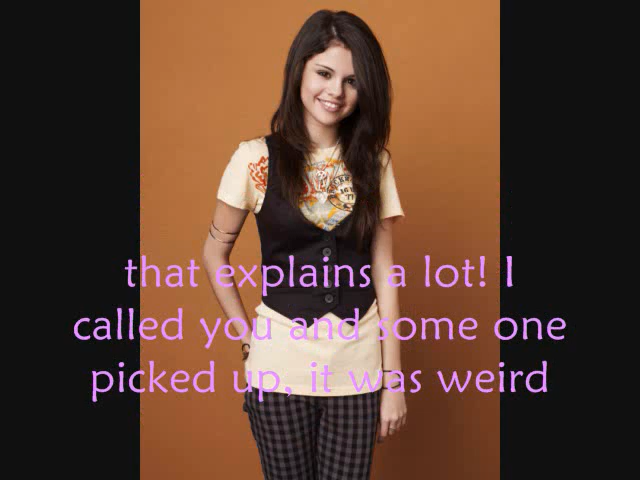 that explains a lot! I
called you and some one
picked up, it was weird